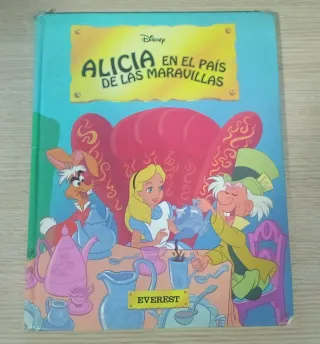 Disney
ALICIA EN EL PAÍS
DE LAS MARAVILLAS
EVEREST